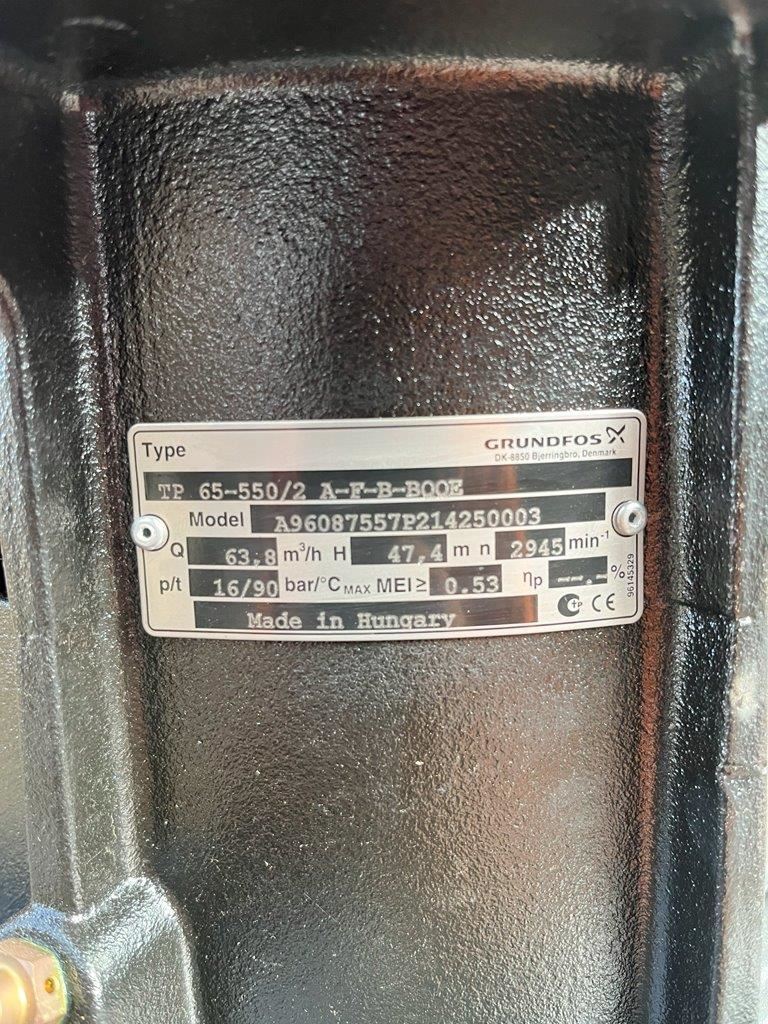 Type GRUNDFOS
DK-8850 Bjerringbro, Denmark
TP 65-550/2 A-F-B-BQQE
Model A96087557P214250003
Q 63,8 m³/h H 47,4 m n 2945 min⁻¹
p/t 16/90 bar/°C MAX MEI ≥ 0.53 ηp --.- %
Made in Hungary CE
96145329